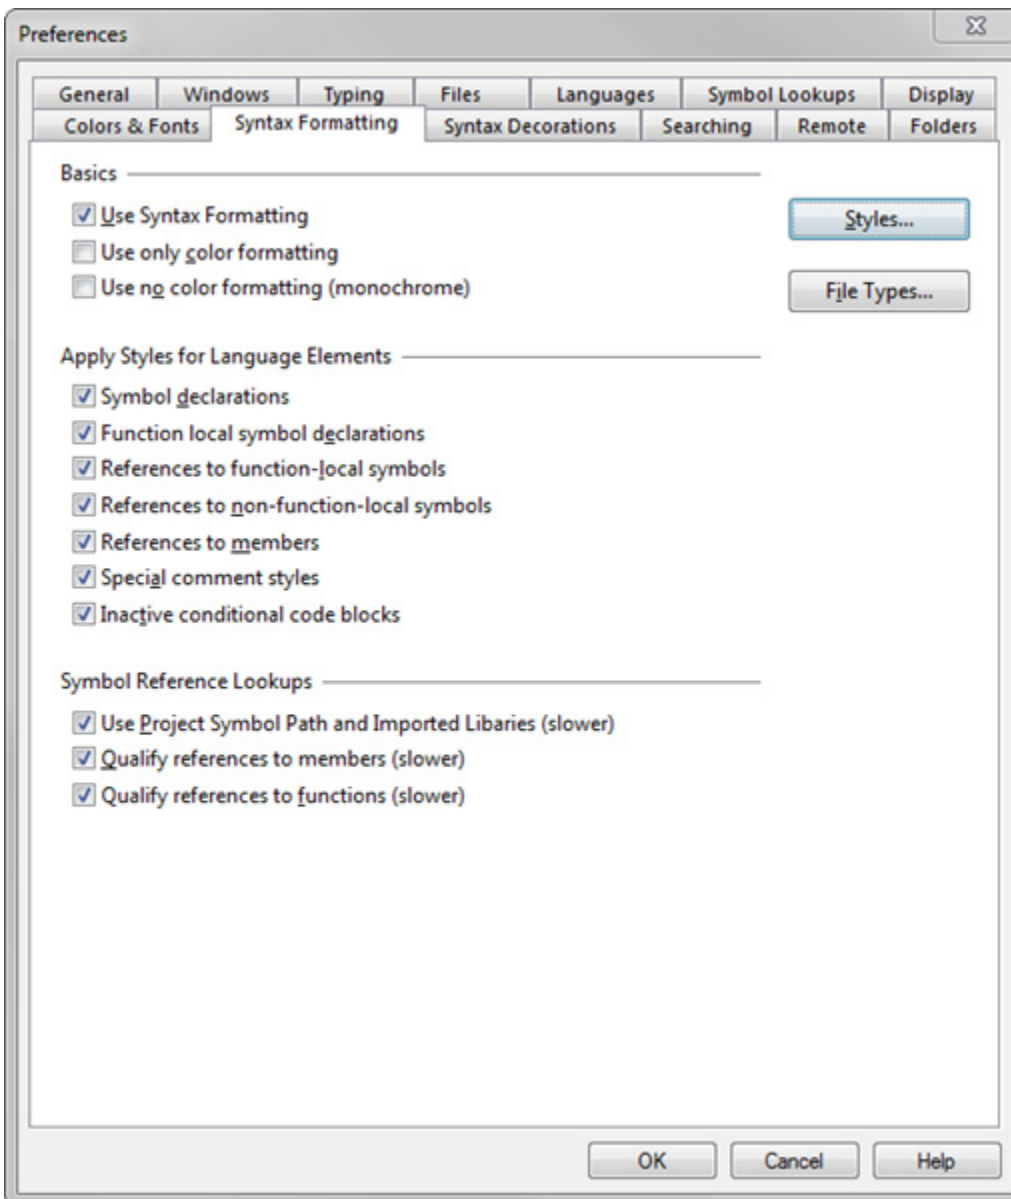 Preferences
General Windows Typing Files Languages Symbol Lookups Display
Colors & Fonts Syntax Formatting Syntax Decorations Searching Remote Folders
Basics
Use Syntax Formatting
Styles...
Use only color formatting
Use no color formatting (monochrome)
File Types...
Apply Styles for Language Elements
Symbol declarations
Function local symbol declarations
References to function-local symbols
References to non-function-local symbols
References to members
Special comment styles
Inactive conditional code blocks
Symbol Reference Lookups
Use Project Symbol Path and Imported Libaries (slower)
Qualify references to members (slower)
Qualify references to functions (slower)
OK Cancel Help